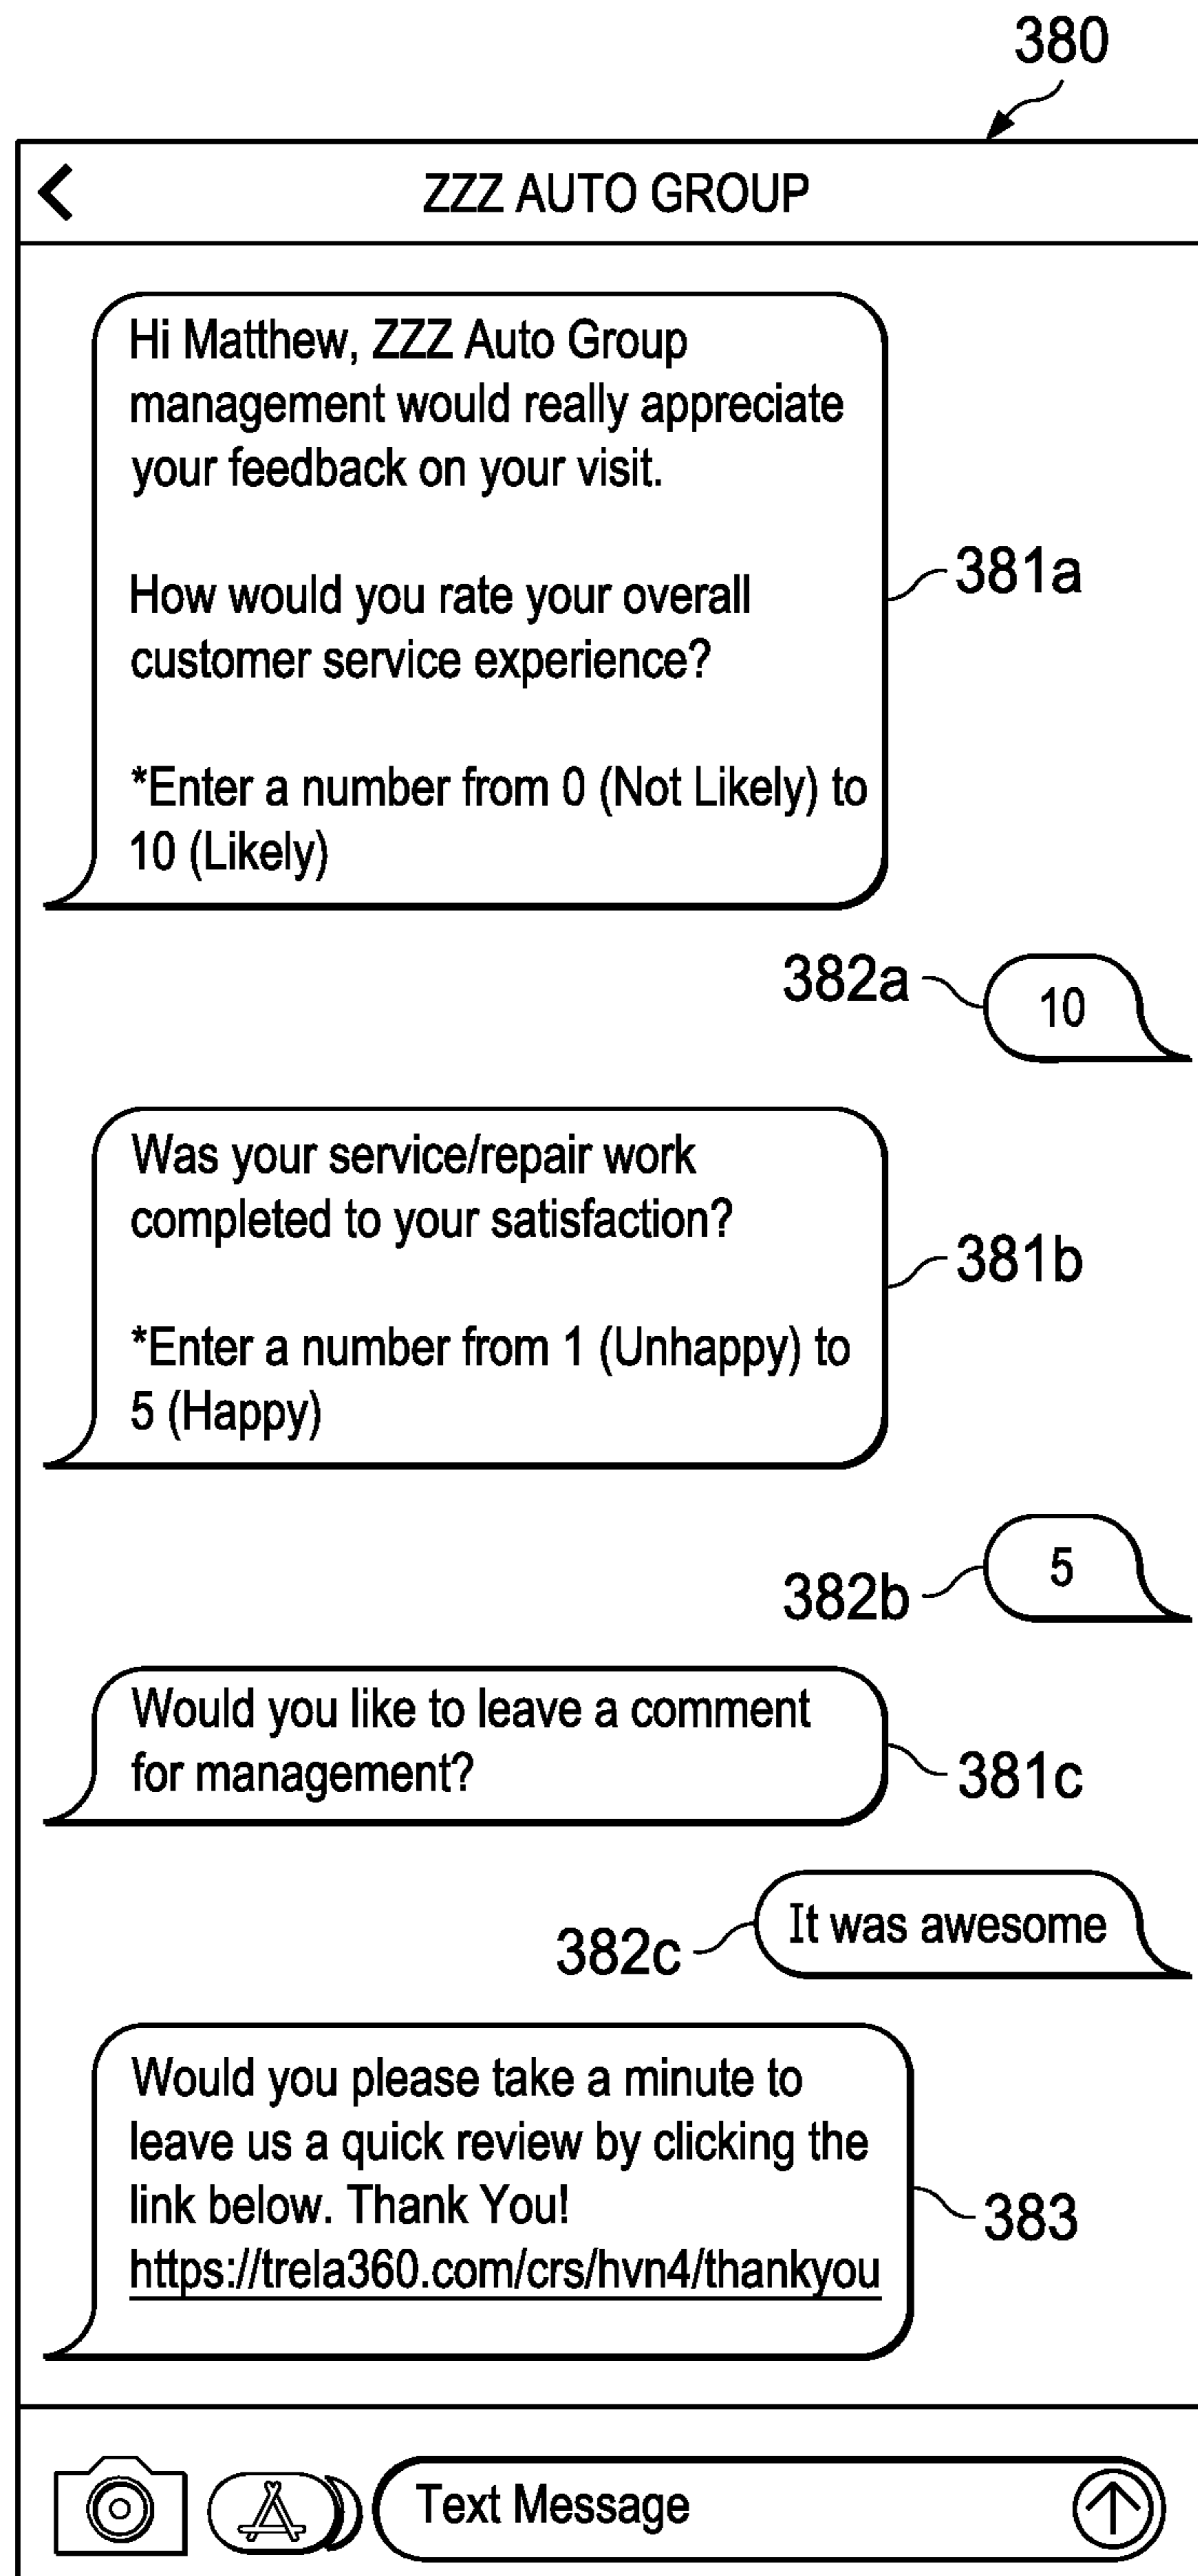 380
ZZZ AUTO GROUP
Hi Matthew, ZZZ Auto Group
management would really appreciate
your feedback on your visit.
How would you rate your overall
customer service experience?
*Enter a number from 0 (Not Likely) to
10 (Likely)
381a
382a
10
Was your service/repair work
completed to your satisfaction?
*Enter a number from 1 (Unhappy) to
5 (Happy)
381b
382b
5
Would you like to leave a comment
for management?
381c
382c
It was awesome
Would you please take a minute to
leave us a quick review by clicking the
link below. Thank You!
https://trela360.com/crs/hvn4/thankyou
383
Text Message